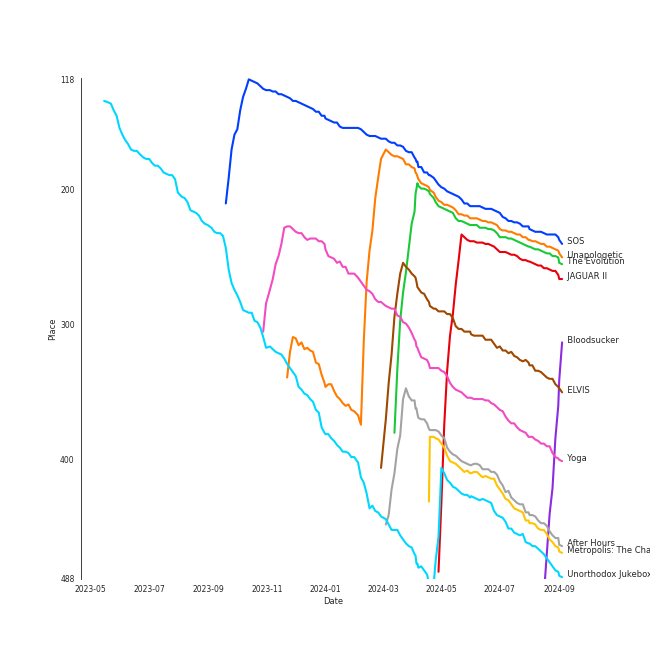 118
200
300
400
488
Place
2023-05
2023-07
2023-09
2023-11
2024-01
2024-03
2024-05
2024-07
2024-09
Date
SOS
Unapologetic
The Evolution
JAGUAR II
Bloodsucker
ELVIS
Yoga
After Hours
Metropolis: The Cha
Unorthodox Jukebox